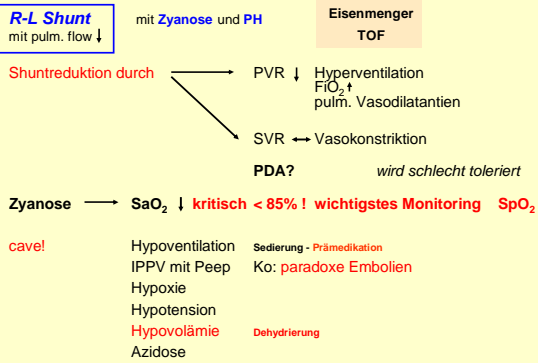 R-L Shunt
mit pulm. flow ↓
mit Zyanose und PH
Eisenmenger
TOF
Shuntreduktion durch
PVR ↓ Hyperventilation
FiO2 ↑
pulm. Vasodilatantien
SVR ↔ Vasokonstriktion
PDA? wird schlecht toleriert
Zyanose → SaO2 ↓ kritisch < 85% ! wichtigstes Monitoring SpO2
cave! Hypoventilation Sedierung - Prämedikation
IPPV mit Peep Ko: paradoxe Embolien
Hypoxie
Hypotension
Hypovolämie Dehydrierung
Azidose